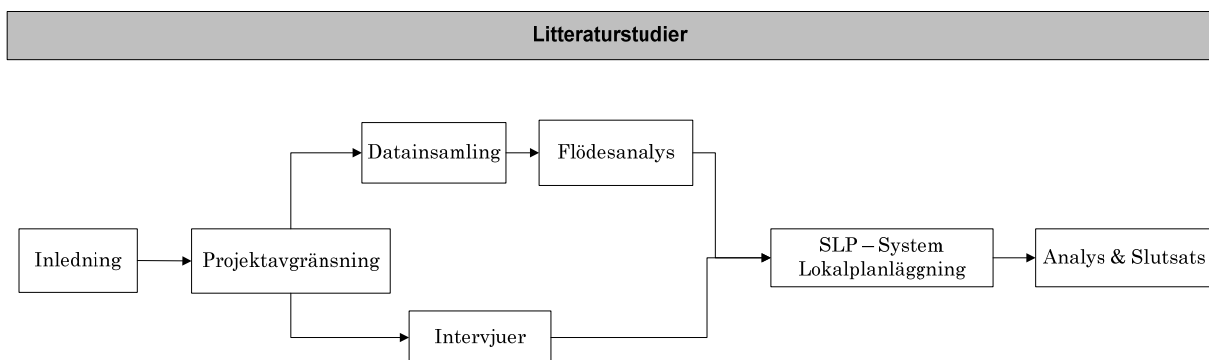 Litteraturstudier
Datainsamling
Flödesanalys
Inledning
Projektavgränsning
SLP – System
Lokalplanläggning
Analys & Slutsats
Intervjuer